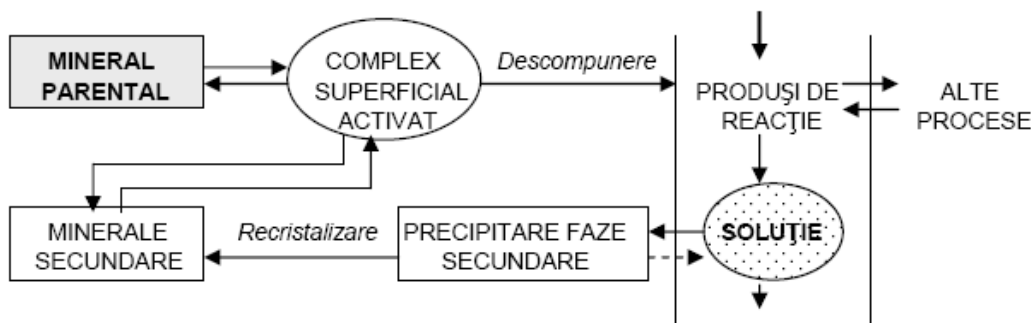 MINERAL
PARENTAL
COMPLEX
SUPERFICIAL
ACTIVAT
Descompunere
PRODUŞI DE
REACŢIE
ALTE
PROCESE
MINERALE
SECUNDARE
Recristalizare
PRECIPITARE FAZE
SECUNDARE
SOLUŢIE